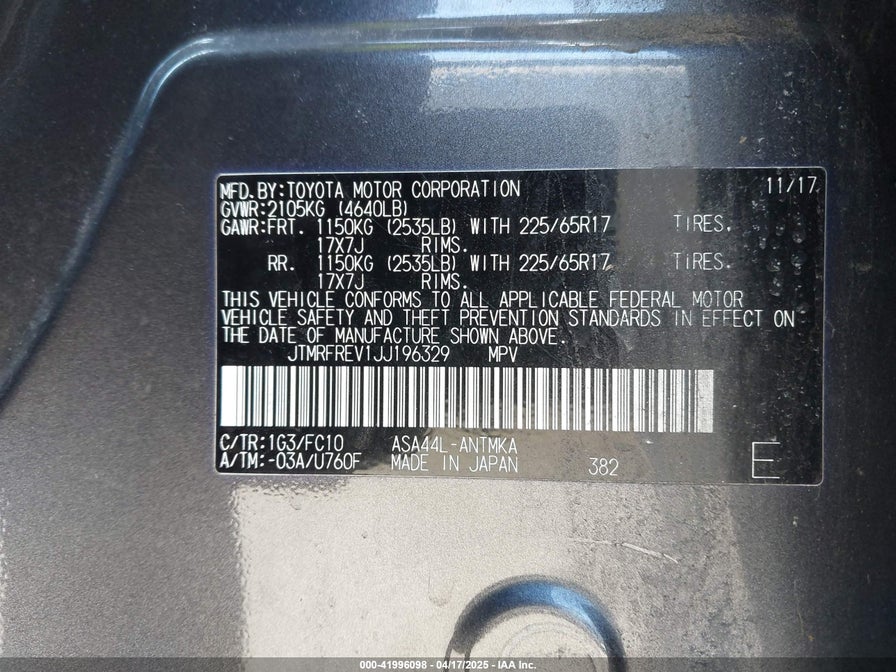 MFD. BY: TOYOTA MOTOR CORPORATION 11/17
GVWR: 2105KG (4640LB)
GAWR: FRT. 1150KG (2535LB) WITH 225/65R17 TIRES.
17X7J RIMS.
RR. 1150KG (2535LB) WITH 225/65R17 TIRES.
17X7J RIMS.
THIS VEHICLE CONFORMS TO ALL APPLICABLE FEDERAL MOTOR
VEHICLE SAFETY AND THEFT PREVENTION STANDARDS IN EFFECT ON
THE DATE OF MANUFACTURE SHOWN ABOVE.
JTMRFREV1JJ196329 MPV
C/TR: 1G3/FC10 ASA44L-ANTMKA
A/TM: -03A/U760F MADE IN JAPAN 382 E
000-41996098 - 04/17/2025 - IAA Inc.